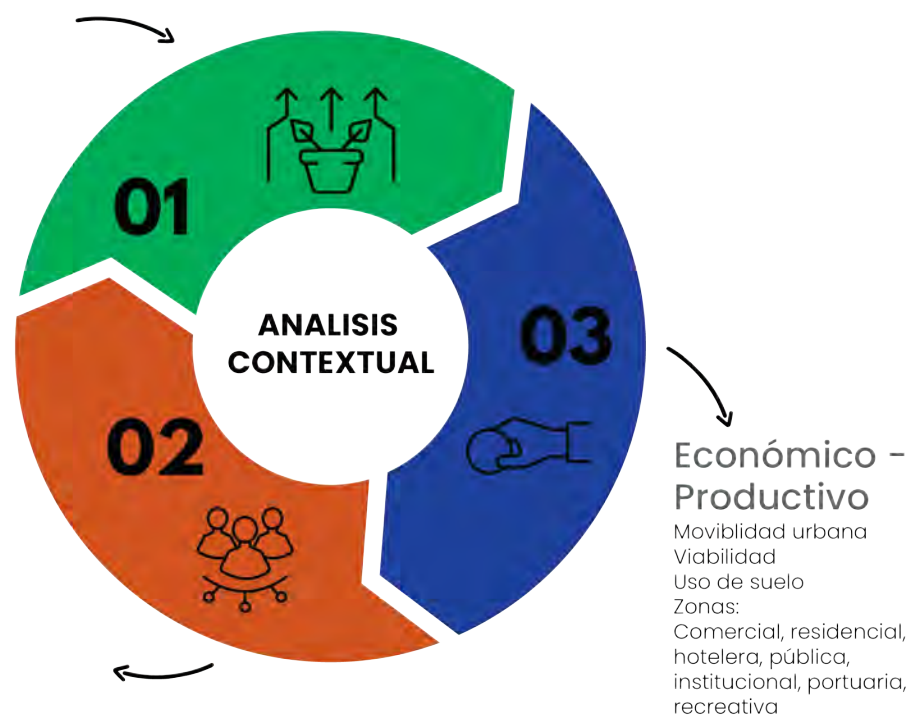 01
ANALISIS
CONTEXTUAL
03
02
Económico -
Productivo
Moviblidad urbana
Viabilidad
Uso de suelo
Zonas:
Comercial, residencial,
hotelera, pública,
institucional, portuaria,
recreativa